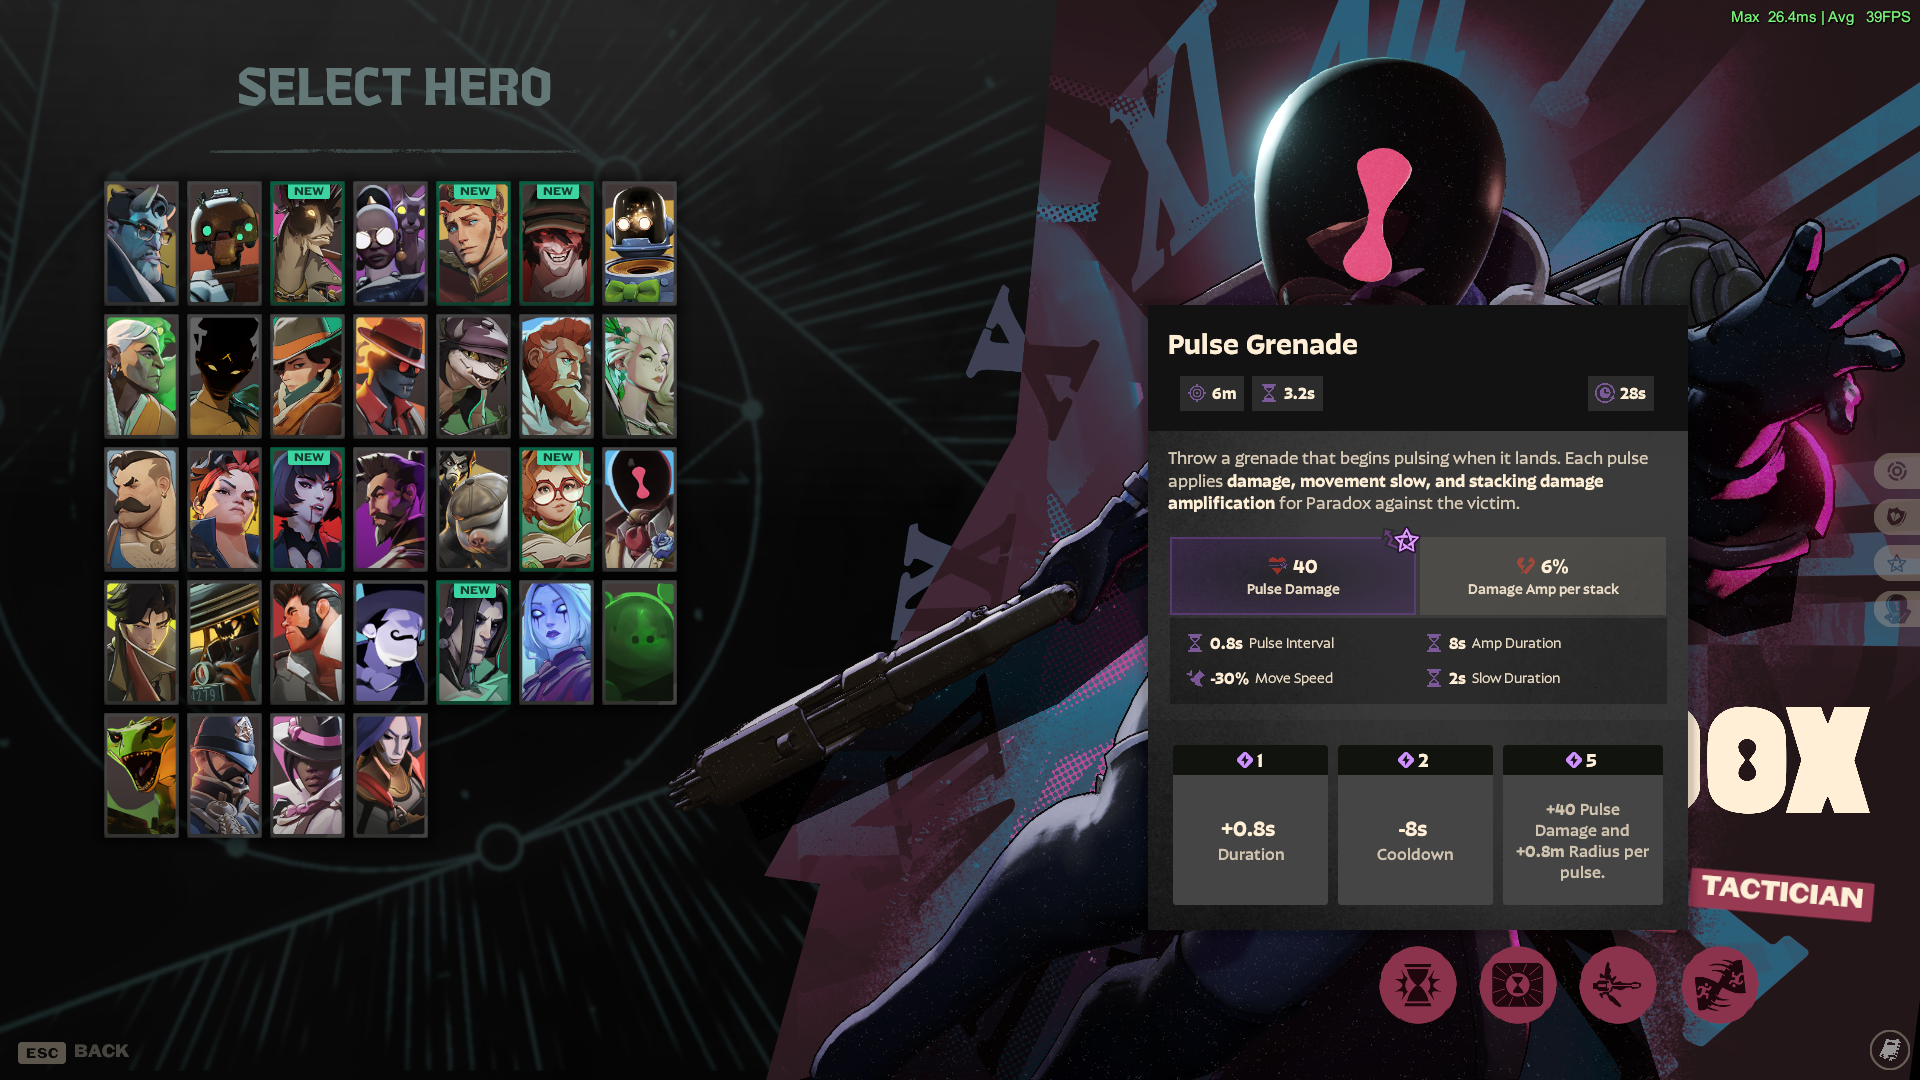 Max 26.4ms | Avg 39FPS
SELECT HERO
NEW
NEW
NEW
NEW
NEW
NEW
Pulse Grenade
6m
3.2s
28s
Throw a grenade that begins pulsing when it lands. Each pulse
applies damage, movement slow, and stacking damage
amplification for Paradox against the victim.
40
Pulse Damage
6%
Damage Amp per stack
0.8s Pulse Interval
8s Amp Duration
-30% Move Speed
2s Slow Duration
1
2
5
+0.8s
Duration
-8s
Cooldown
+40 Pulse
Damage and
+0.8m Radius per
pulse.
OX
TACTICIAN
ESC BACK